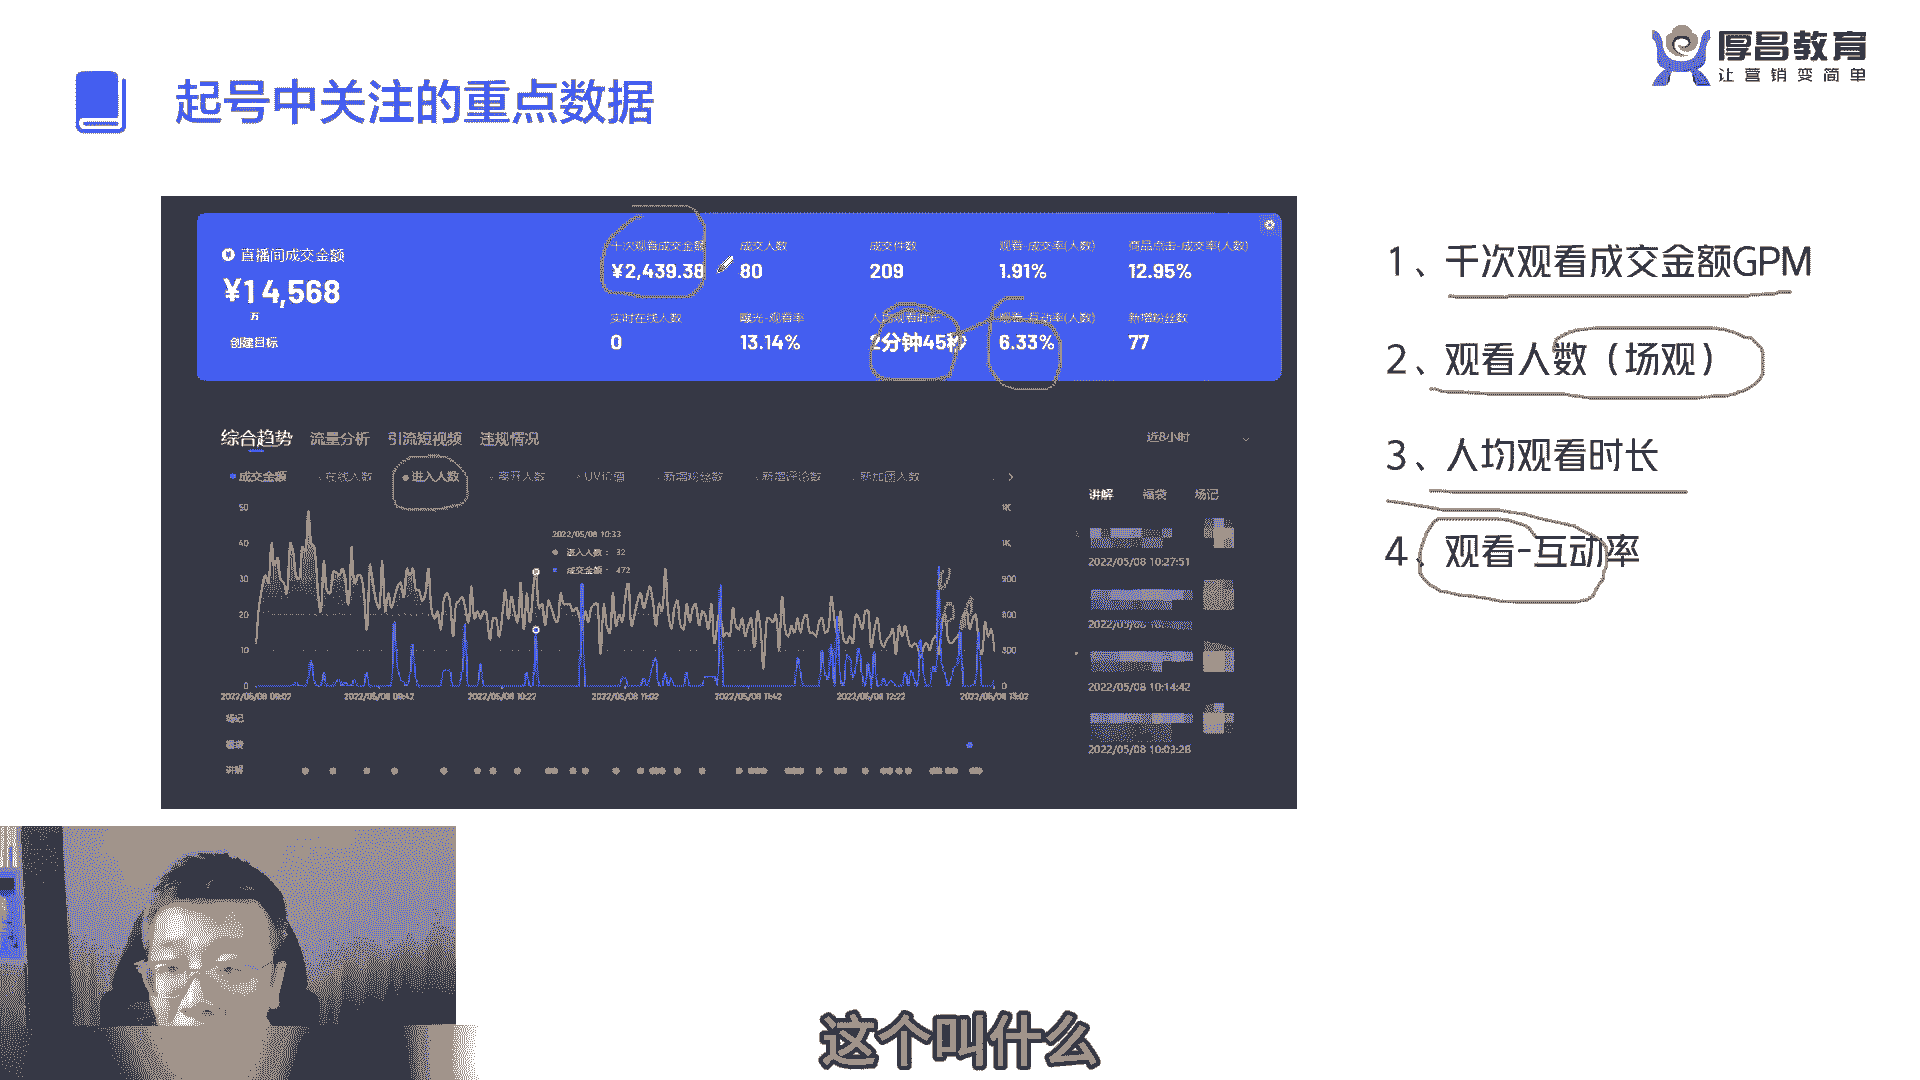 厚昌教育
让营销变简单
起号中关注的重点数据
直播间成交金额
¥14,568
万
创建目标
千次观看成交金额
¥2,439.38
成交人数
80
成交件数
209
观看-成交率(人数)
1.91%
商品点击-成交率(人数)
12.95%
实时在线人数
0
曝光-观看率
13.14%
人均观看时长
2分钟45秒
观看-互动率(人数)
6.33%
新增粉丝数
77
综合趋势 流量分析 引流短视频 违规情况
近8小时
成交金额 在线人数 进入人数 离开人数 UV价值 新增粉丝数 新增评论数 新加团人数
50
40
30
20
10
0
1K
1K
900
600
300
0
2022/05/08 10:33
进入人数： 32
成交金额： 472
2022/05/08 09:02 2022/05/08 09:42 2022/05/08 10:22 2022/05/08 11:02 2022/05/08 11:42 2022/05/08 12:22 2022/05/08 13:02
场记
福袋
讲解
讲解 福袋 场记
2022/05/08 10:27:51
2022/05/08 10:14:42
2022/05/08 10:03:26
1、千次观看成交金额GPM
2、观看人数（场观）
3、人均观看时长
4、观看-互动率
这个叫什么